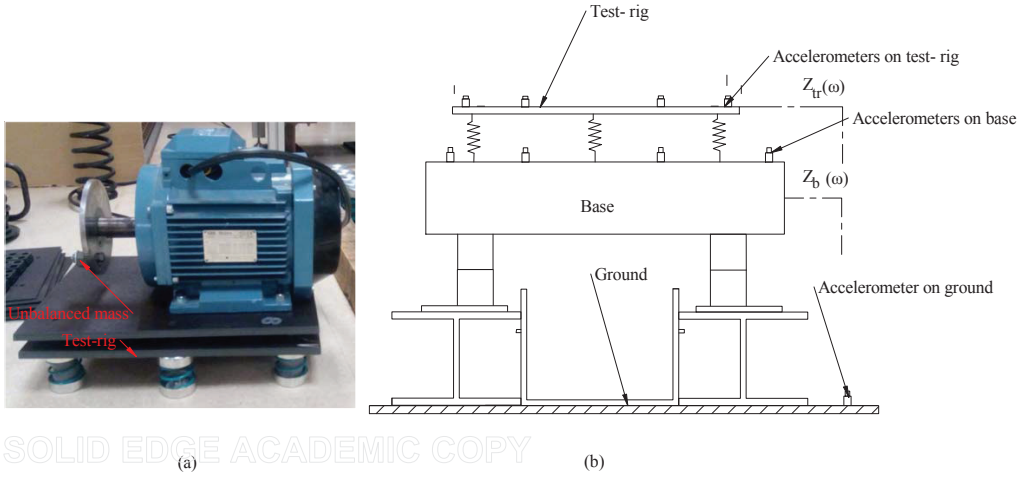 Test- rig
Accelerometers on test- rig
Z_tr(ω)
Accelerometers on base
Z_b (ω)
Base
Ground
Accelerometer on ground
Unbalanced mass
Test-rig
SOLID EDGE ACADEMIC COPY
(a)
(b)